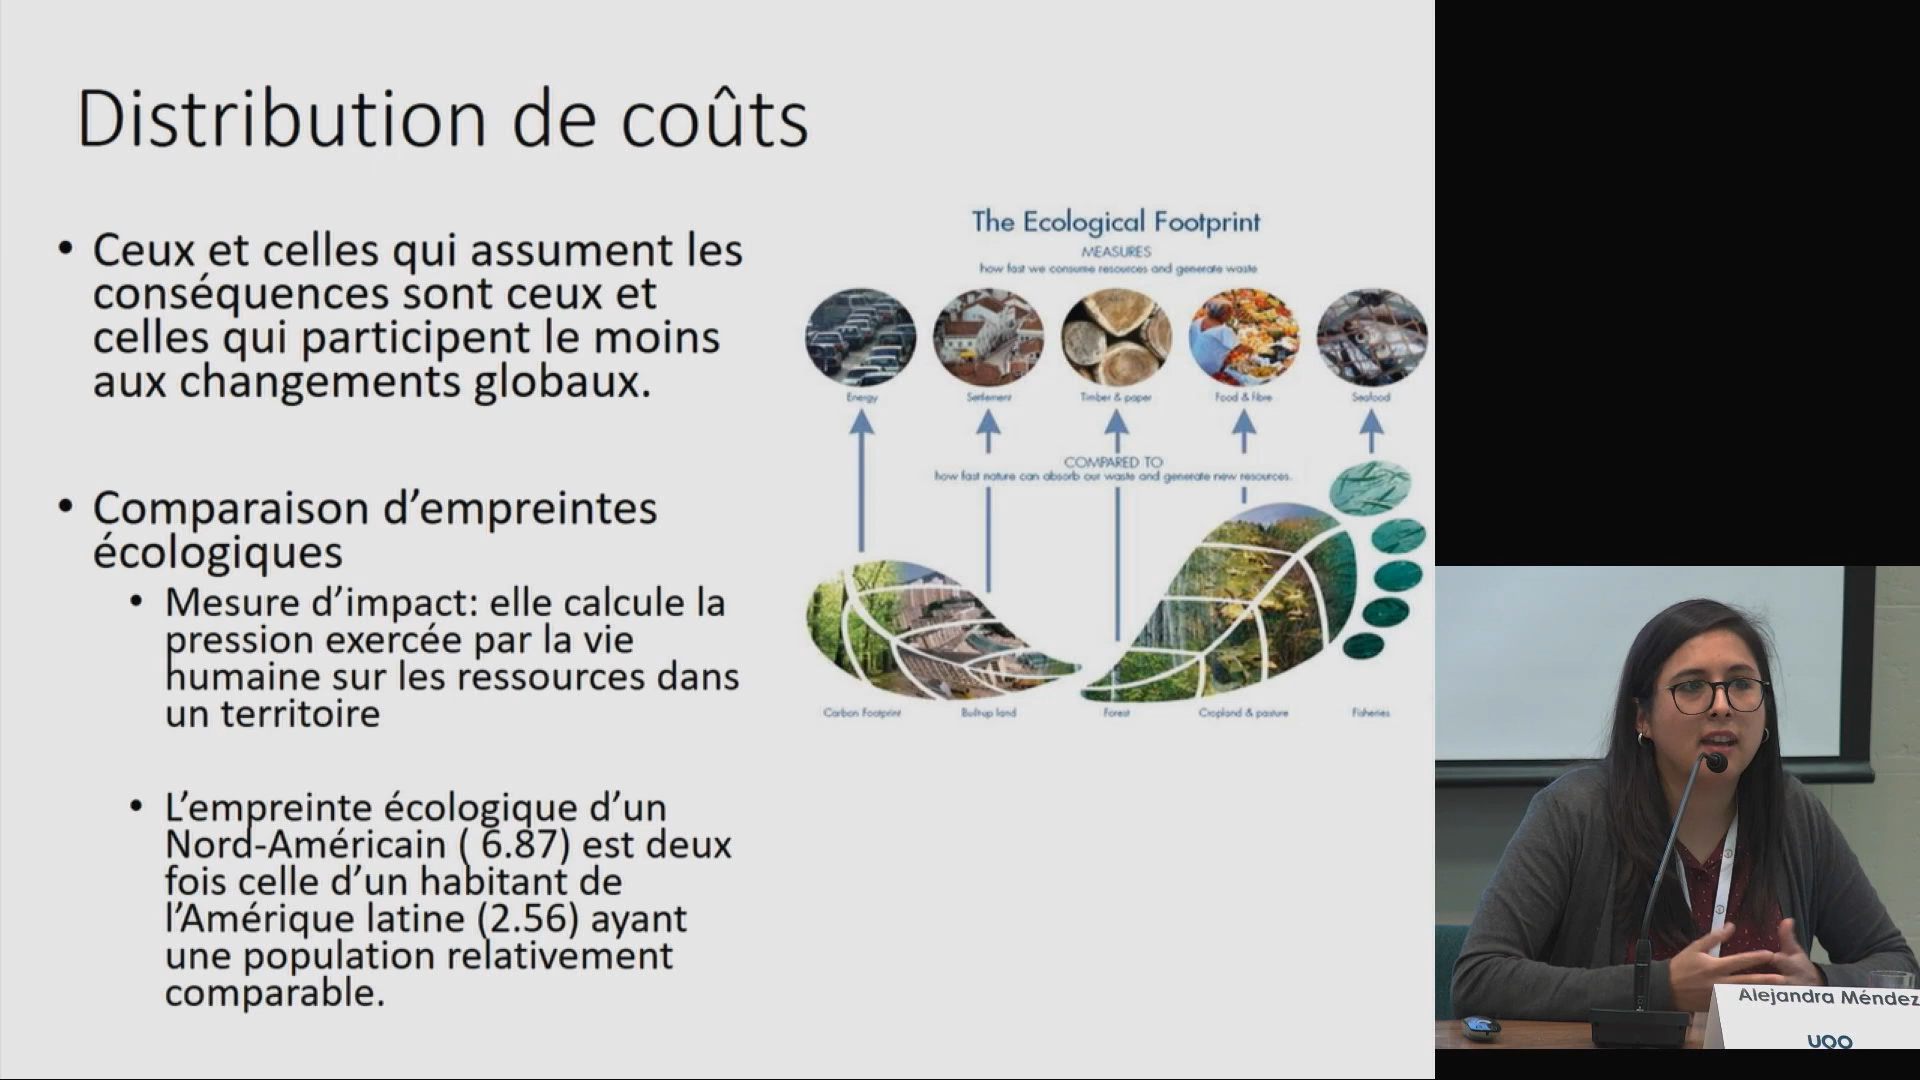 Distribution de coûts
• Ceux et celles qui assument les
conséquences sont ceux et
celles qui participent le moins
aux changements globaux.
• Comparaison d’empreintes
écologiques
• Mesure d’impact: elle calcule la
pression exercée par la vie
humaine sur les ressources dans
un territoire
• L’empreinte écologique d’un
Nord-Américain ( 6.87) est deux
fois celle d’un habitant de
l’Amérique latine (2.56) ayant
une population relativement
comparable.
The Ecological Footprint
MEASURES
how fast we consume resources and generate waste
Energy
Settlement
Timber & paper
Food & fibre
Seafood
COMPARED TO
how fast nature can absorb our waste and generate new resources.
Carbon Footprint
Built-up land
Forest
Cropland & pasture
Fisheries
Alejandra Méndez
UQO